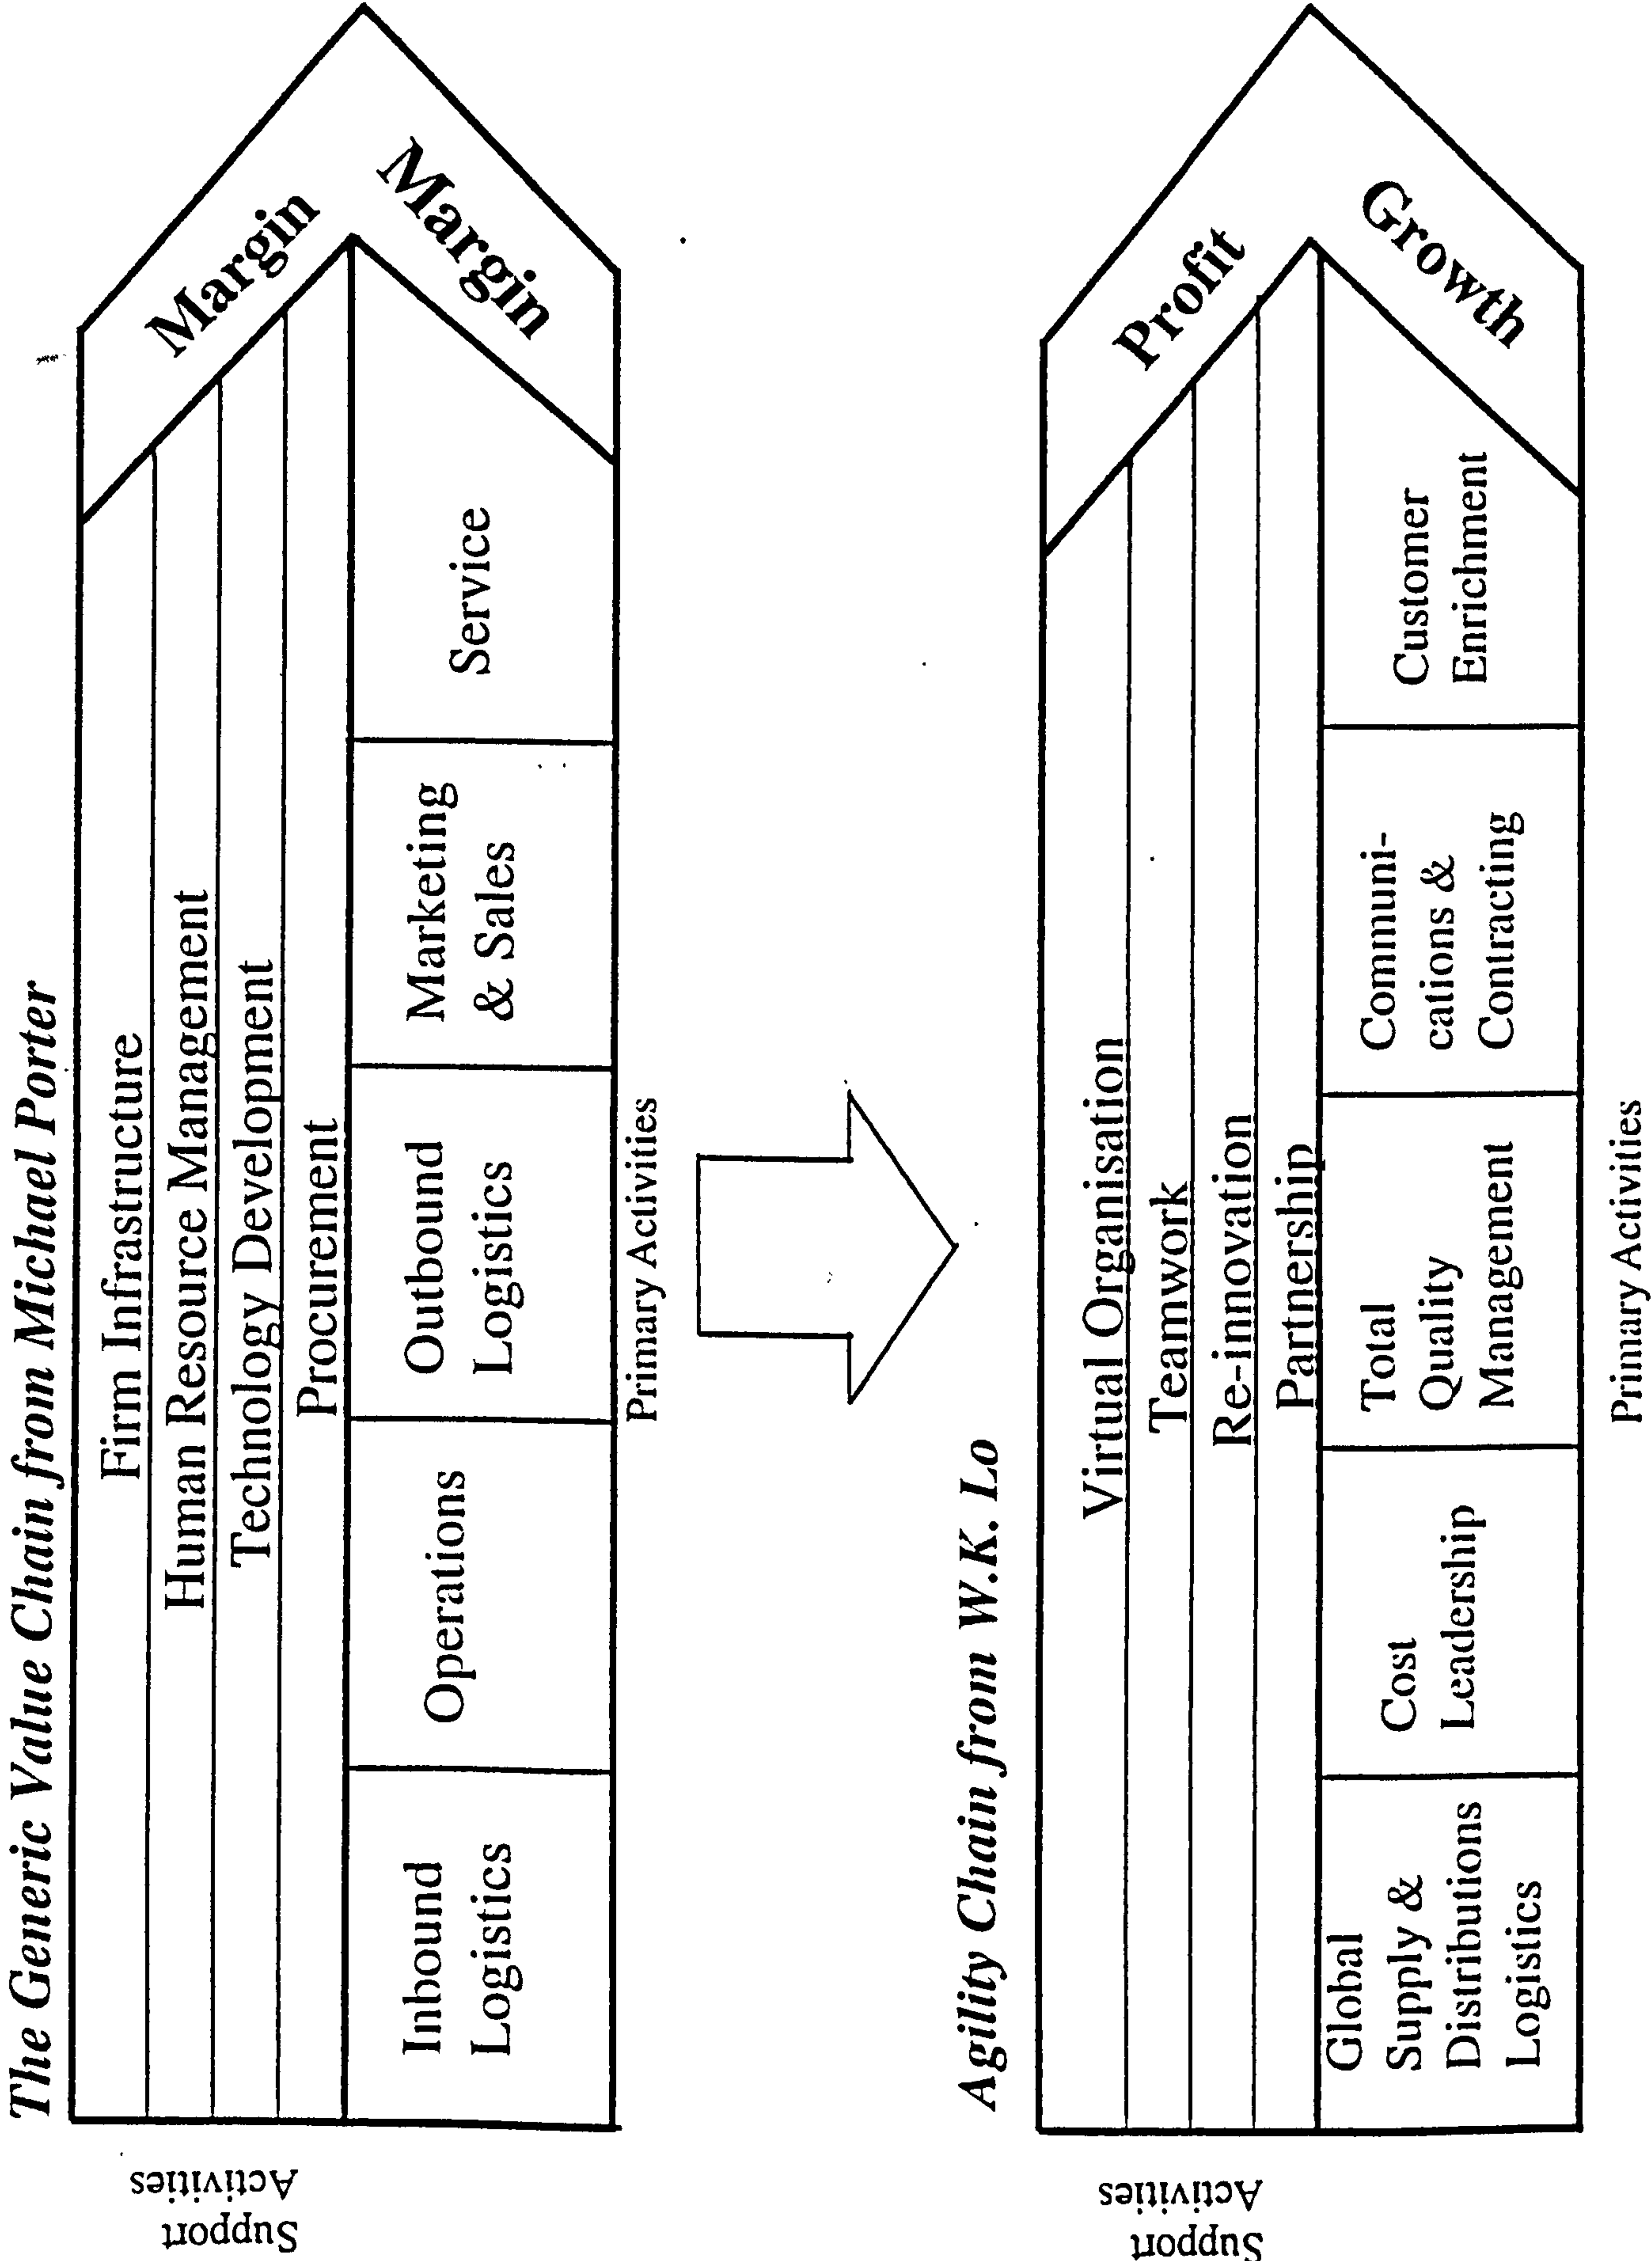 The Generic Value Chain from Michael Porter
Support
Activities
Firm Infrastructure
Human Resource Management
Technology Development
Procurement
Inbound
Logistics
Operations
Outbound
Logistics
Marketing
& Sales
Service
Margin
Margin
Primary Activities
Agility Chain from W.K. Lo
Support
Activities
Virtual Organisation
Teamwork
Re-innovation
Partnership
Global
Supply &
Distributions
Logistics
Cost
Leadership
Total
Quality
Management
Communi-
cations &
Contracting
Customer
Enrichment
Profit
Growth
Primary Activities